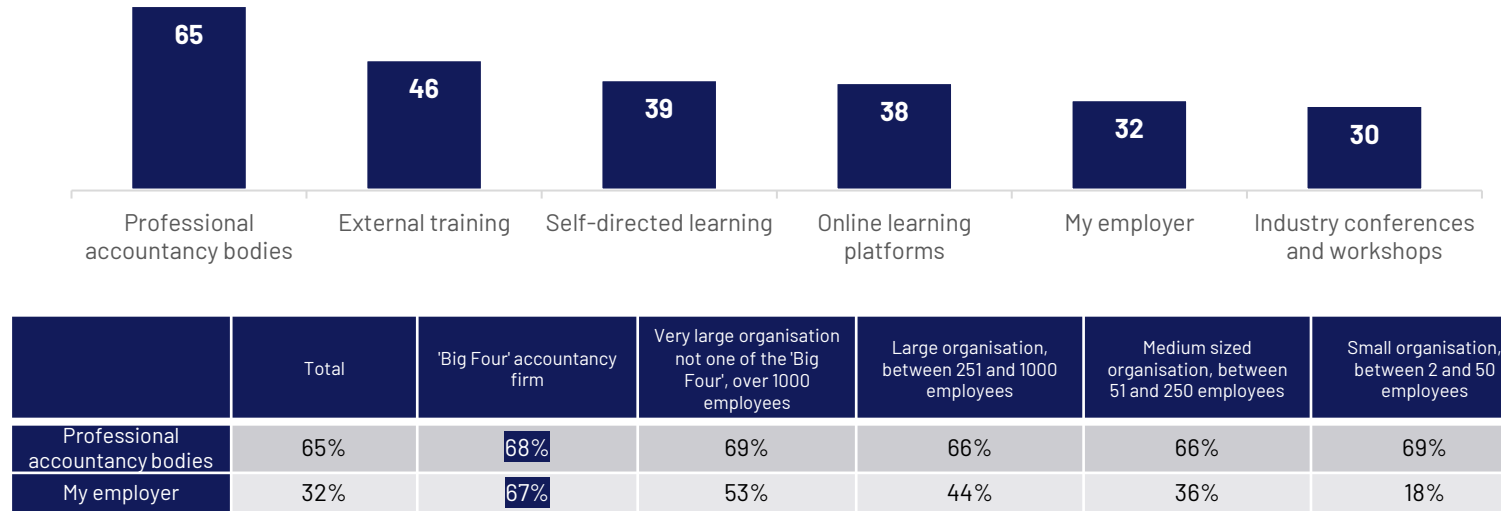 65
46
39
38
32
30
Professional
accountancy bodies
External training
Self-directed learning
Online learning
platforms
My employer
Industry conferences
and workshops
Total
'Big Four' accountancy
firm
Very large organisation
not one of the 'Big
Four', over 1000
employees
Large organisation,
between 251 and 1000
employees
Medium sized
organisation, between
51 and 250 employees
Small organisation,
between 2 and 50
employees
Professional
accountancy bodies
65%
68%
69%
66%
66%
69%
My employer
32%
67%
53%
44%
36%
18%